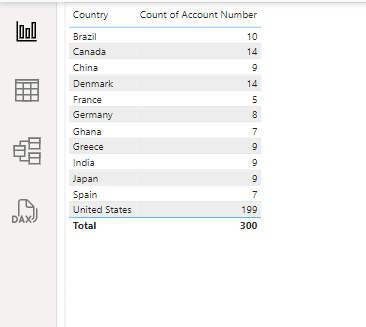 Country Count of Account Number
Brazil 10
Canada 14
China 9
Denmark 14
France 5
Germany 8
Ghana 7
Greece 9
India 9
Japan 9
Spain 7
United States 199
Total 300
DAX